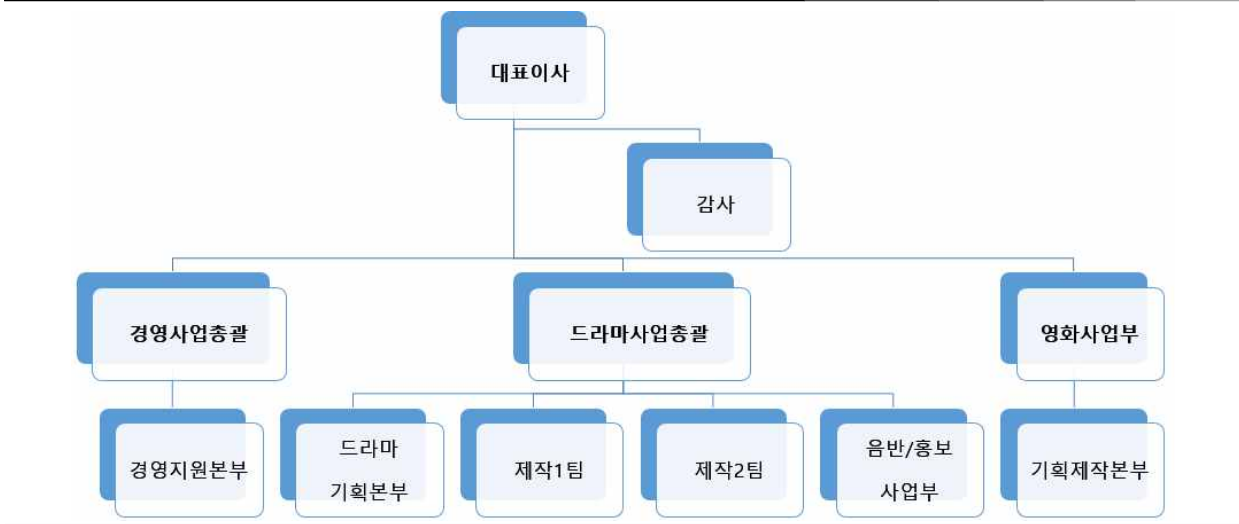 대표이사
감사
경영사업총괄
드라마사업총괄
영화사업부
경영지원본부
드라마
기획본부
제작1팀
제작2팀
음반/홍보
사업부
기획제작본부